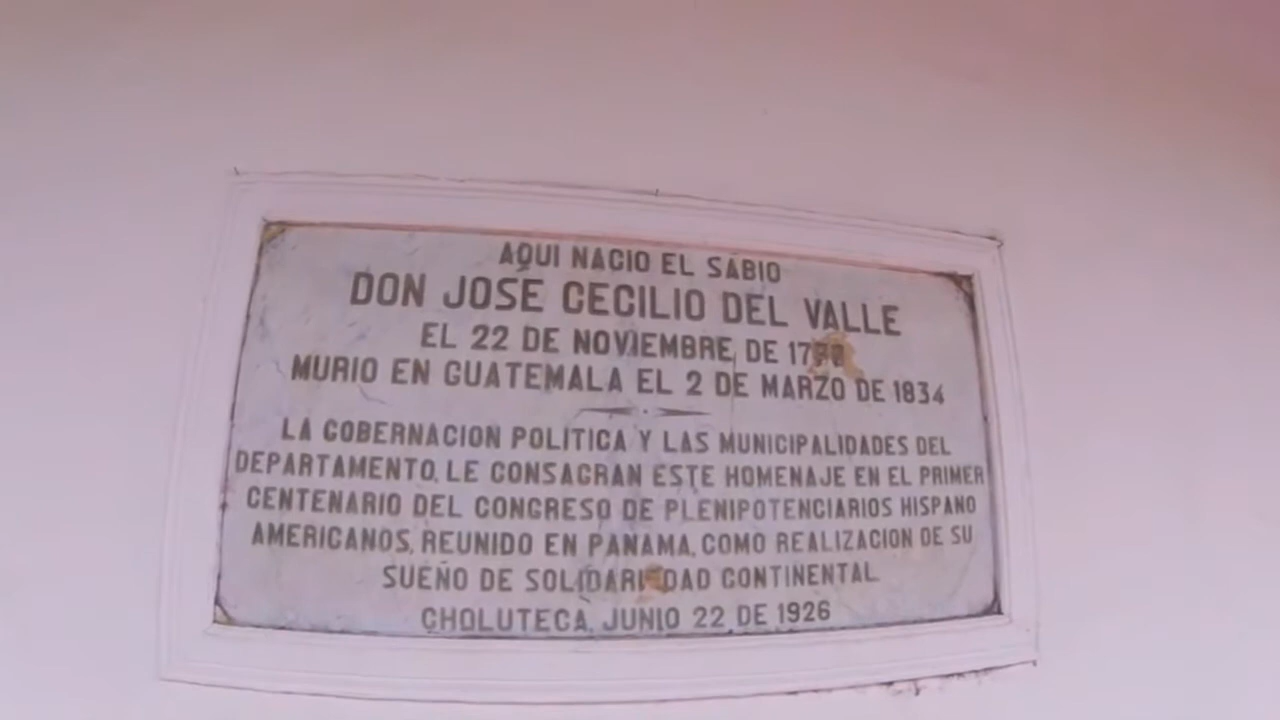 AQUI NACIO EL SABIO
DON JOSÉ CECILIO DEL VALLE
EL 22 DE NOVIEMBRE DE
MURIO EN GUATEMALA EL 2 DE MARZO DE 1834
LA GOBERNACION POLITICA Y LAS MUNICIPALIDADES DEL
DEPARTAMENTO, LE CONSAGRAN ESTE HOMENAJE EN EL PRIMER
CENTENARIO DEL CONGRESO DE PLENIPOTENCIARIOS HISPANO
AMERICANOS, REUNIDO EN PANAMA, COMO REALIZACION DE SU
SUEÑO DE SOLIDARIDAD CONTINENTAL
CHOLUTECA, JUNIO 22 DE 1926